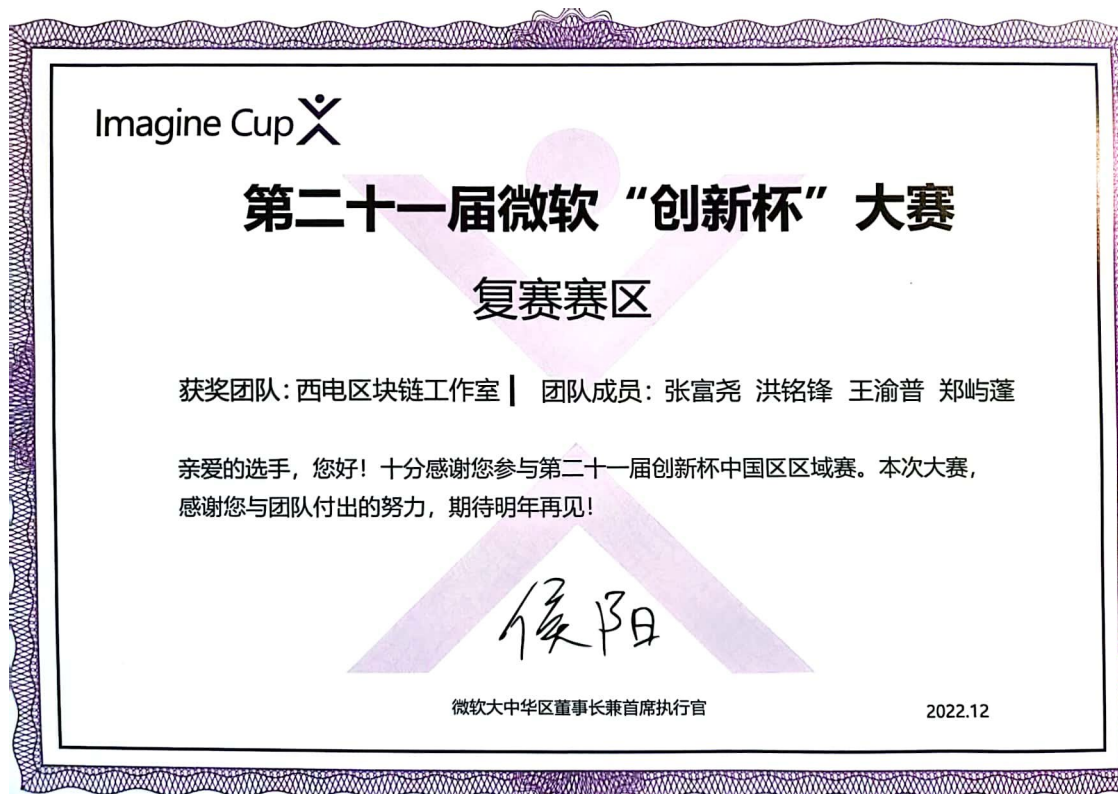 Imagine Cup
第二十一届微软“创新杯”大赛
复赛赛区
获奖团队：西电区块链工作室 团队成员：张富尧 洪铭锋 王渝普 郑屿蓬
亲爱的选手，您好！十分感谢您参与第二十一届创新杯中国区区域赛。本次大赛，
感谢您与团队付出的努力，期待明年再见！
侯阳
微软大中华区董事长兼首席执行官
2022.12